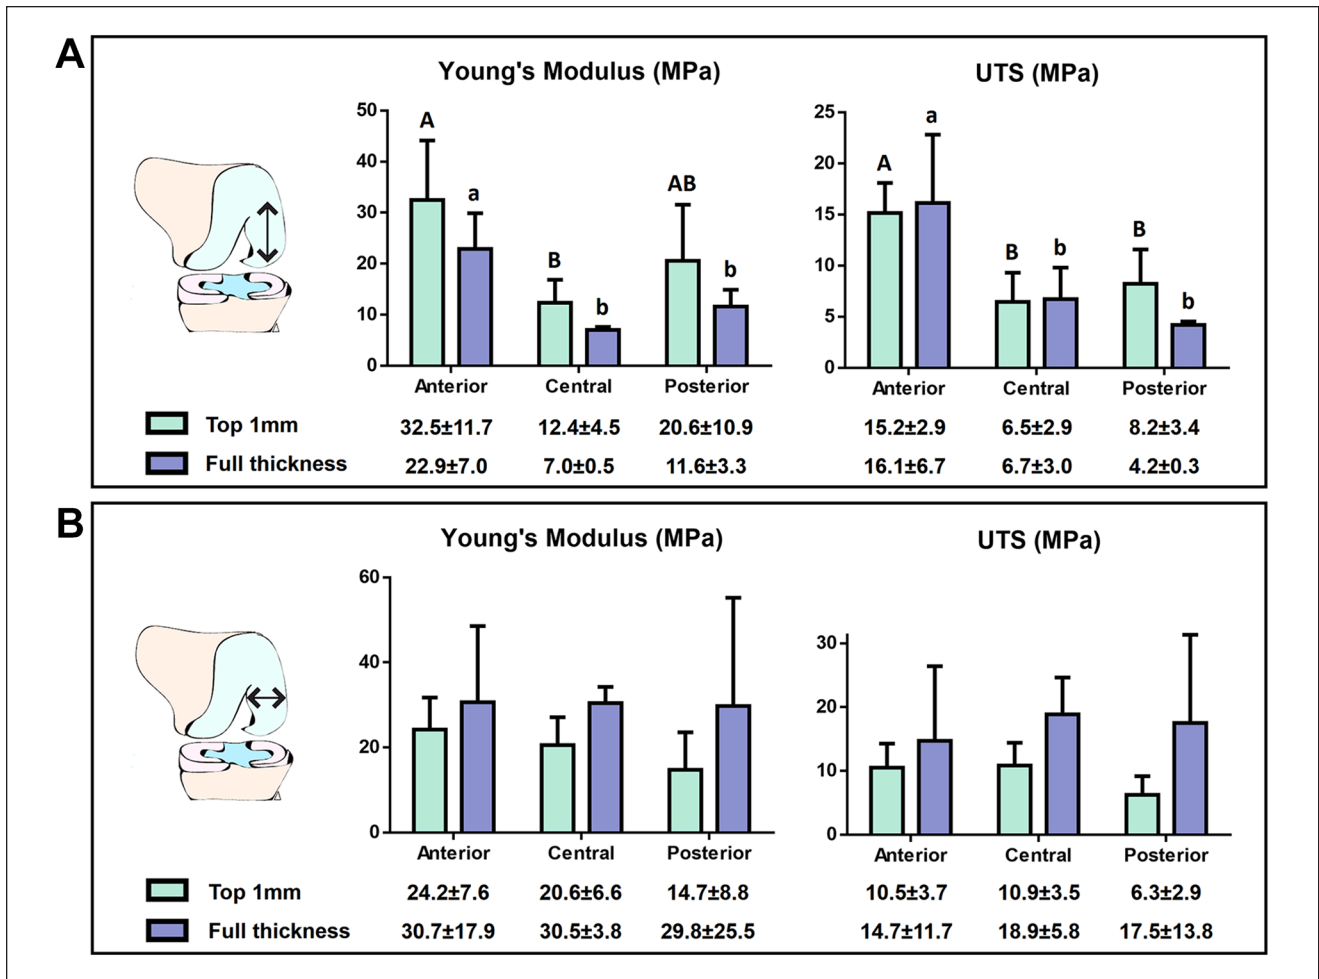 A
Young's Modulus (MPa)
UTS (MPa)
50
40
30
20
10
0
A
a
B
b
AB
b
Anterior
Central
Posterior
25
20
15
10
5
0
A
a
B
b
B
b
Anterior
Central
Posterior
Top 1mm
32.5±11.7 12.4±4.5 20.6±10.9
15.2±2.9 6.5±2.9 8.2±3.4
Full thickness
22.9±7.0 7.0±0.5 11.6±3.3
16.1±6.7 6.7±3.0 4.2±0.3
B
Young's Modulus (MPa)
UTS (MPa)
60
40
20
0
Anterior
Central
Posterior
30
20
10
0
Anterior
Central
Posterior
Top 1mm
24.2±7.6 20.6±6.6 14.7±8.8
10.5±3.7 10.9±3.5 6.3±2.9
Full thickness
30.7±17.9 30.5±3.8 29.8±25.5
14.7±11.7 18.9±5.8 17.5±13.8